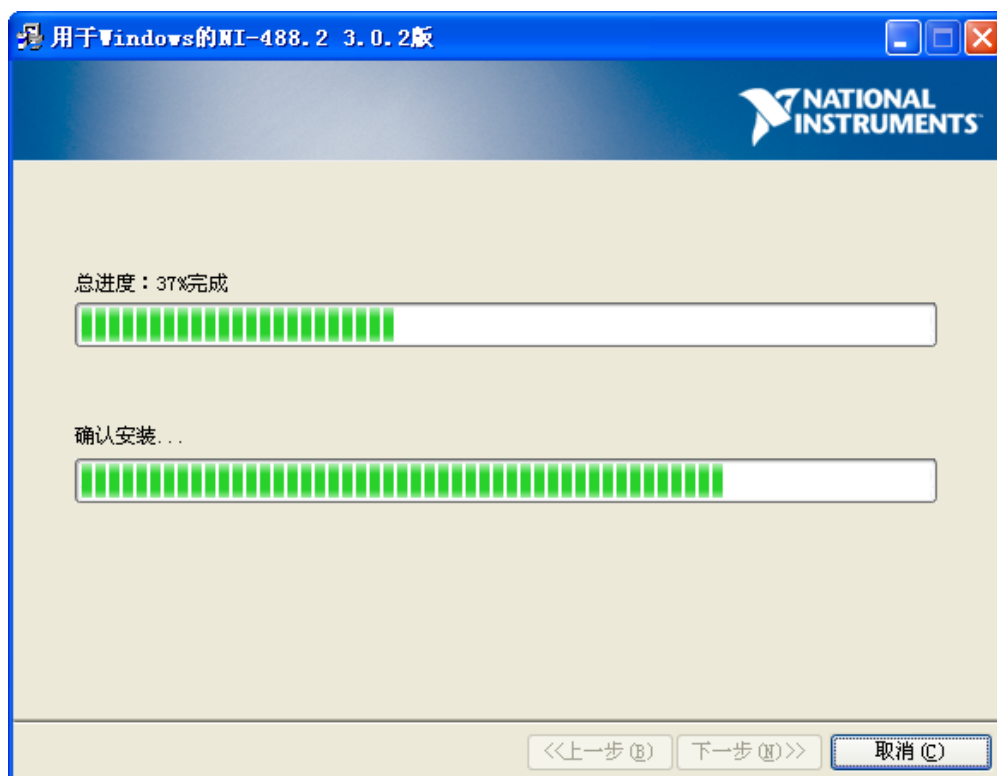 用于Windows的NI-488.2 3.0.2版
NATIONAL
INSTRUMENTS
总进度：37%完成
确认安装...
<<上一步(B) 下一步(N)>> 取消(C)